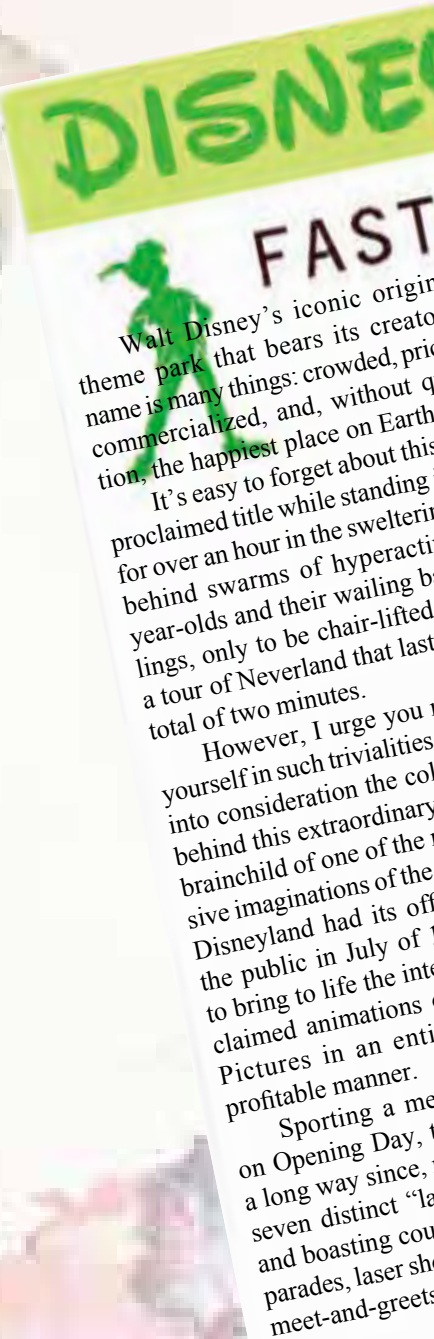 DISNE
FAST
Walt Disney's iconic origin
theme park that bears its creato
name is many things: crowded, pric
commercialized, and, without q
tion, the happiest place on Earth
It's easy to forget about this
proclaimed title while standing
for over an hour in the swelterin
behind swarms of hyperactiv
year-olds and their wailing b
lings, only to be chair-lifted
a tour of Neverland that last
total of two minutes.
However, I urge you
yourself in such trivialities
into consideration the col
behind this extraordinary
brainchild of one of the
sive imaginations of the
Disneyland had its off
the public in July of 1
to bring to life the inte
claimed animations
Pictures in an enti
profitable manner.
Sporting a me
on Opening Day, t
a long way since,
seven distinct “la
and boasting cou
parades, laser sho
meet-and-greets